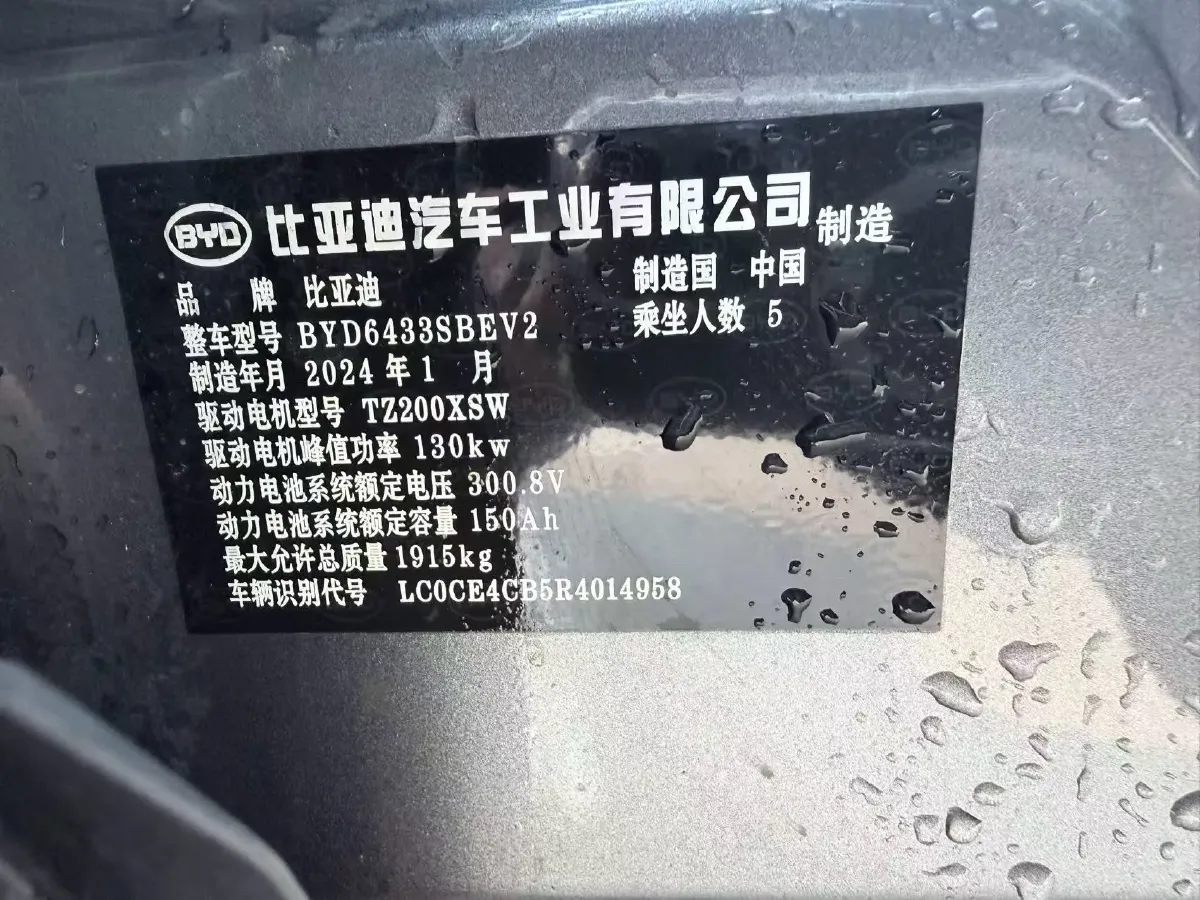 BYD 比亚迪汽车工业有限公司 制造
品 牌 比亚迪 制造国 中国
整车型号 BYD6433SBEV2 乘坐人数 5
制造年月 2024 年 1 月
驱动电机型号 TZ200XSW
驱动电机峰值功率 130kw
动力电池系统额定电压 300.8V
动力电池系统额定容量 150Ah
最大允许总质量 1915kg
车辆识别代号 LC0CE4CB5R4014958